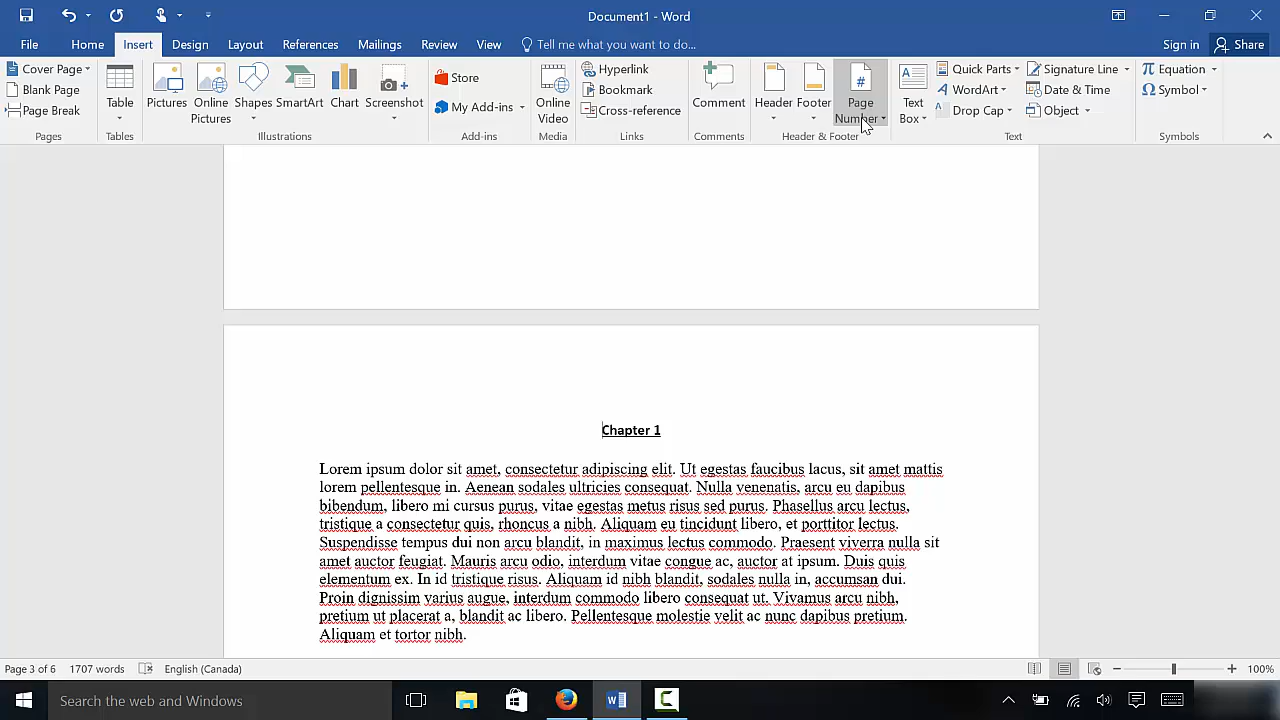 Document1 - Word
File Home Insert Design Layout References Mailings Review View Tell me what you want to do... Sign in Share
Cover Page
Blank Page
Page Break
Pages
Table
Tables
Pictures
Online
Pictures
Shapes
SmartArt
Chart
Screenshot
Illustrations
Store
My Add-ins
Add-ins
Online
Video
Media
Hyperlink
Bookmark
Cross-reference
Links
Comment
Comments
Header
Footer
Page
Number
Header & Footer
Text
Box
Quick Parts
WordArt
Drop Cap
Signature Line
Date & Time
Object
Text
Equation
Symbol
Symbols
Chapter 1
Lorem ipsum dolor sit amet, consectetur adipiscing elit. Ut egestas faucibus lacus, sit amet mattis
lorem pellentesque in. Aenean sodales ultricies consequat. Nulla venenatis, arcu eu dapibus
bibendum, libero mi cursus purus, vitae egestas metus risus sed purus. Phasellus arcu lectus,
tristique a consectetur quis, rhoncus a nibh. Aliquam eu tincidunt libero, et porttitor lectus.
Suspendisse tempus dui non arcu blandit, in maximus lectus commodo. Praesent viverra nulla sit
amet auctor feugiat. Mauris arcu odio, interdum vitae congue ac, auctor at ipsum. Duis quis
elementum ex. In id tristique risus. Aliquam id nibh blandit, sodales nulla in, accumsan dui.
Proin dignissim varius augue, interdum commodo libero consequat ut. Vivamus arcu nibh,
pretium ut placerat a, blandit ac libero. Pellentesque molestie velit ac nunc dapibus pretium.
Aliquam et tortor nibh.
Page 3 of 6 1707 words English (Canada) 100%
Search the web and Windows